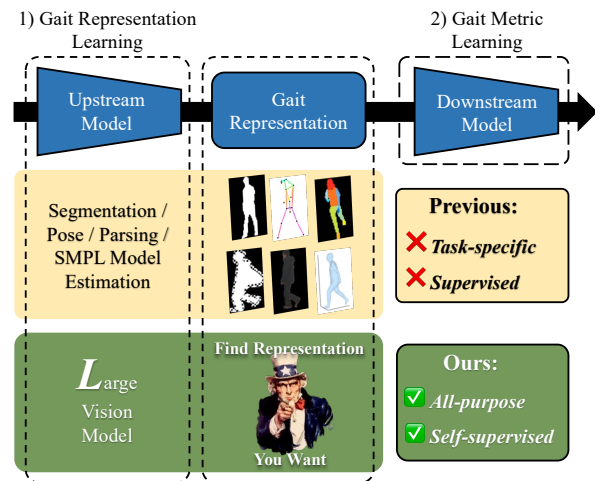 1) Gait Representation
Learning
2) Gait Metric
Learning
Upstream
Model
Gait
Representation
Downstream
Model
Segmentation /
Pose / Parsing /
SMPL Model
Estimation
Previous:
❌ Task-specific
❌ Supervised
Large
Vision
Model
Find Representation
You Want
Ours:
✅ All-purpose
✅ Self-supervised